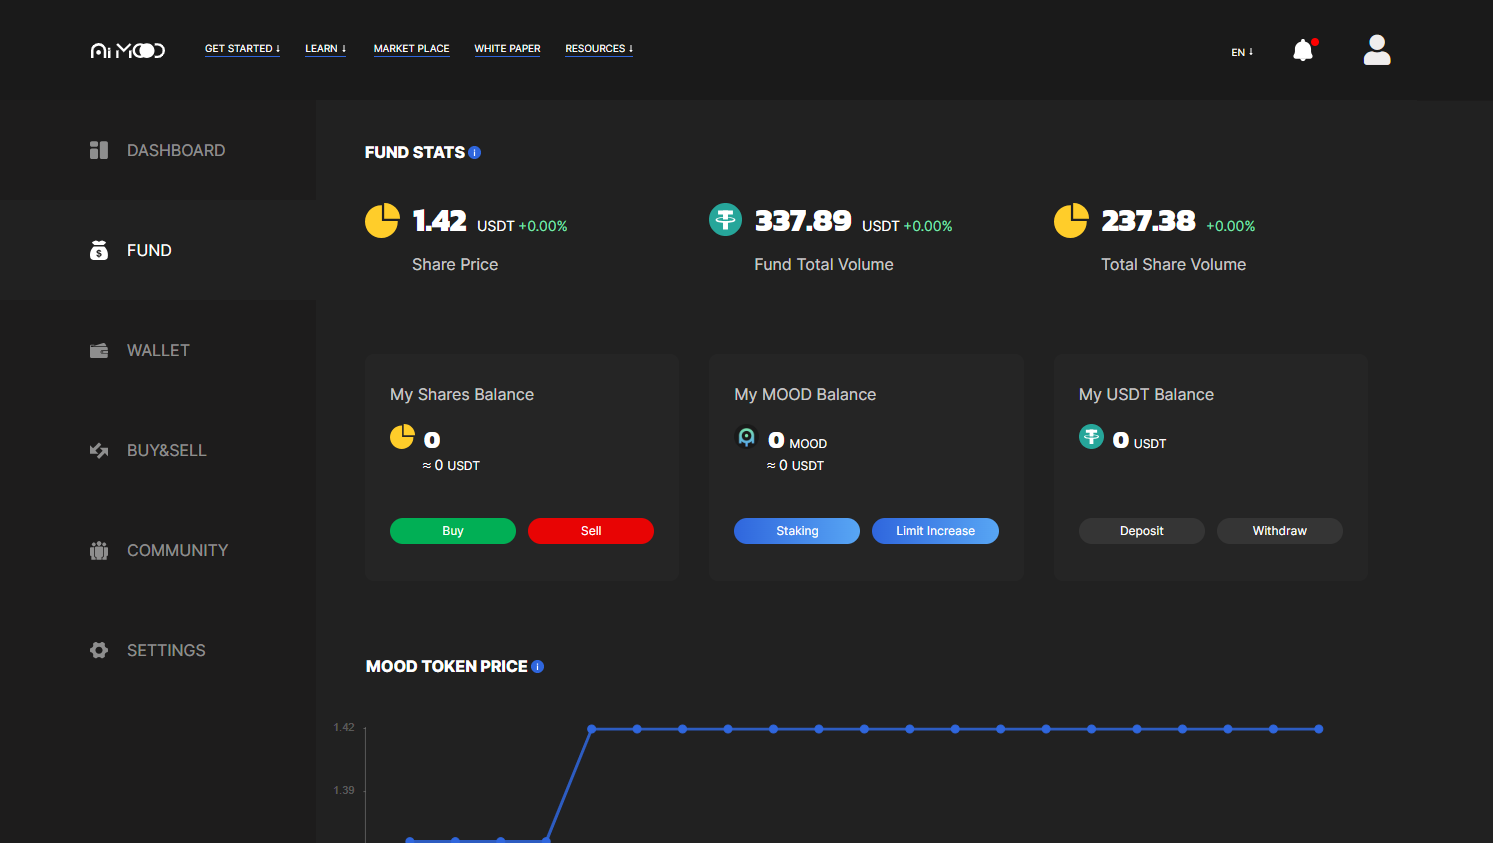 Ai MOOD
GET STARTED ↓
LEARN ↓
MARKET PLACE
WHITE PAPER
RESOURCES ↓
EN ↓
DASHBOARD
FUND
WALLET
BUY&SELL
COMMUNITY
SETTINGS
FUND STATS i
1.42 USDT +0.00%
Share Price
337.89 USDT +0.00%
Fund Total Volume
237.38 +0.00%
Total Share Volume
My Shares Balance
0
≈ 0 USDT
Buy
Sell
My MOOD Balance
0 MOOD
≈ 0 USDT
Staking
Limit Increase
My USDT Balance
0 USDT
Deposit
Withdraw
MOOD TOKEN PRICE i
1.42
1.39